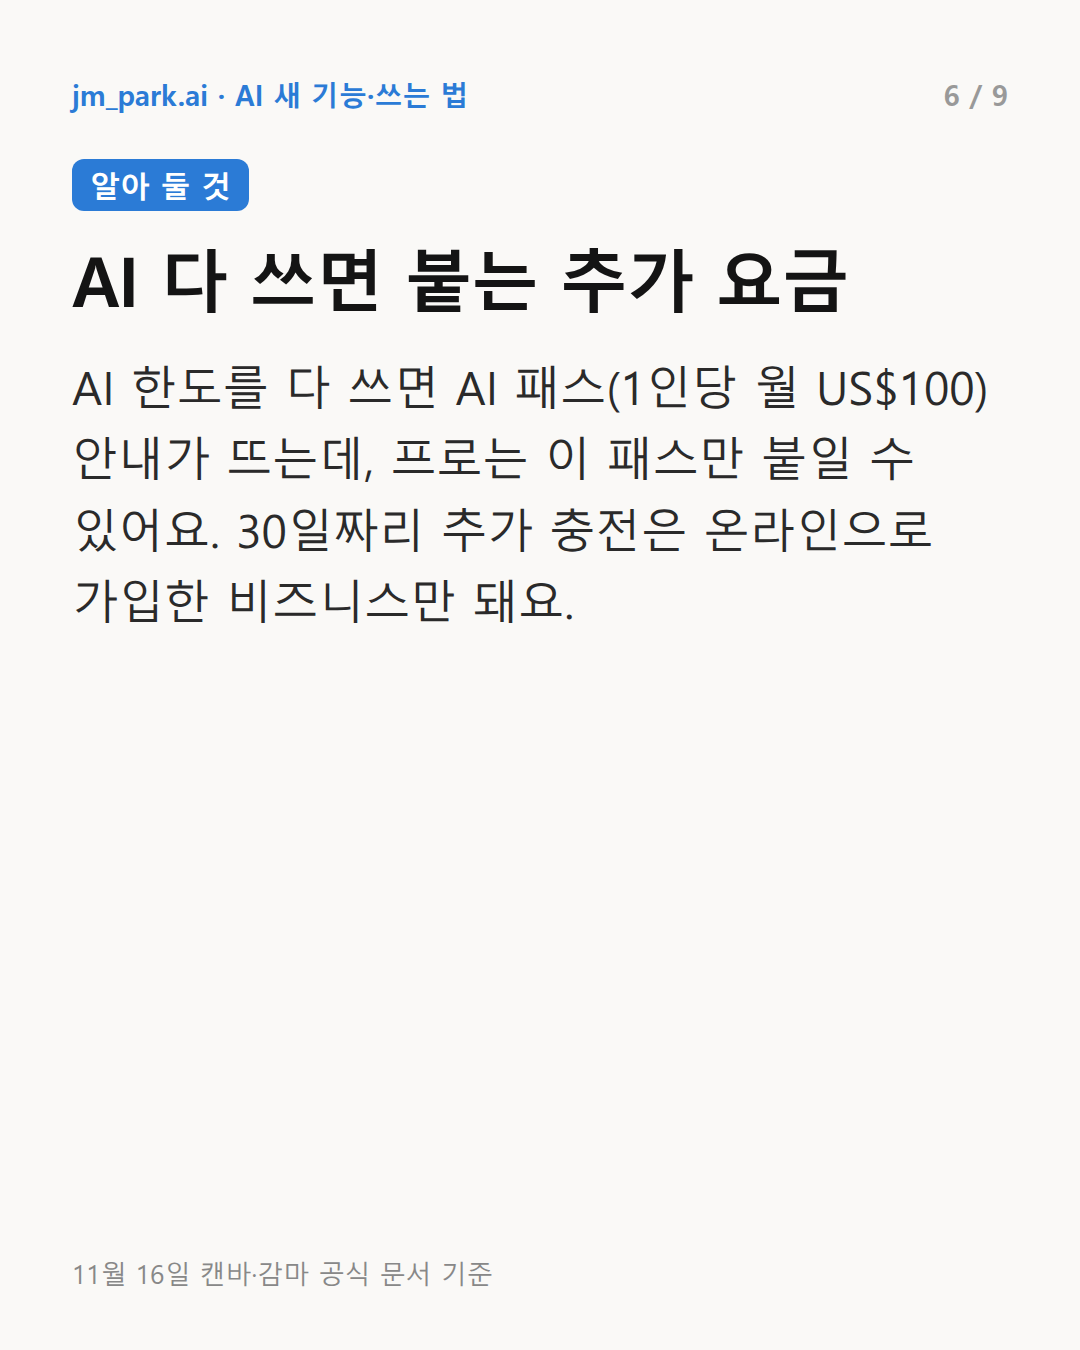 jm_park.ai · AI 새 기능·쓰는 법
6 / 9
알아 둘 것
AI 다 쓰면 붙는 추가 요금
AI 한도를 다 쓰면 AI 패스(1인당 월 US$100)
안내가 뜨는데, 프로는 이 패스만 붙일 수
있어요. 30일짜리 추가 충전은 온라인으로
가입한 비즈니스만 돼요.
11월 16일 캔바·감마 공식 문서 기준